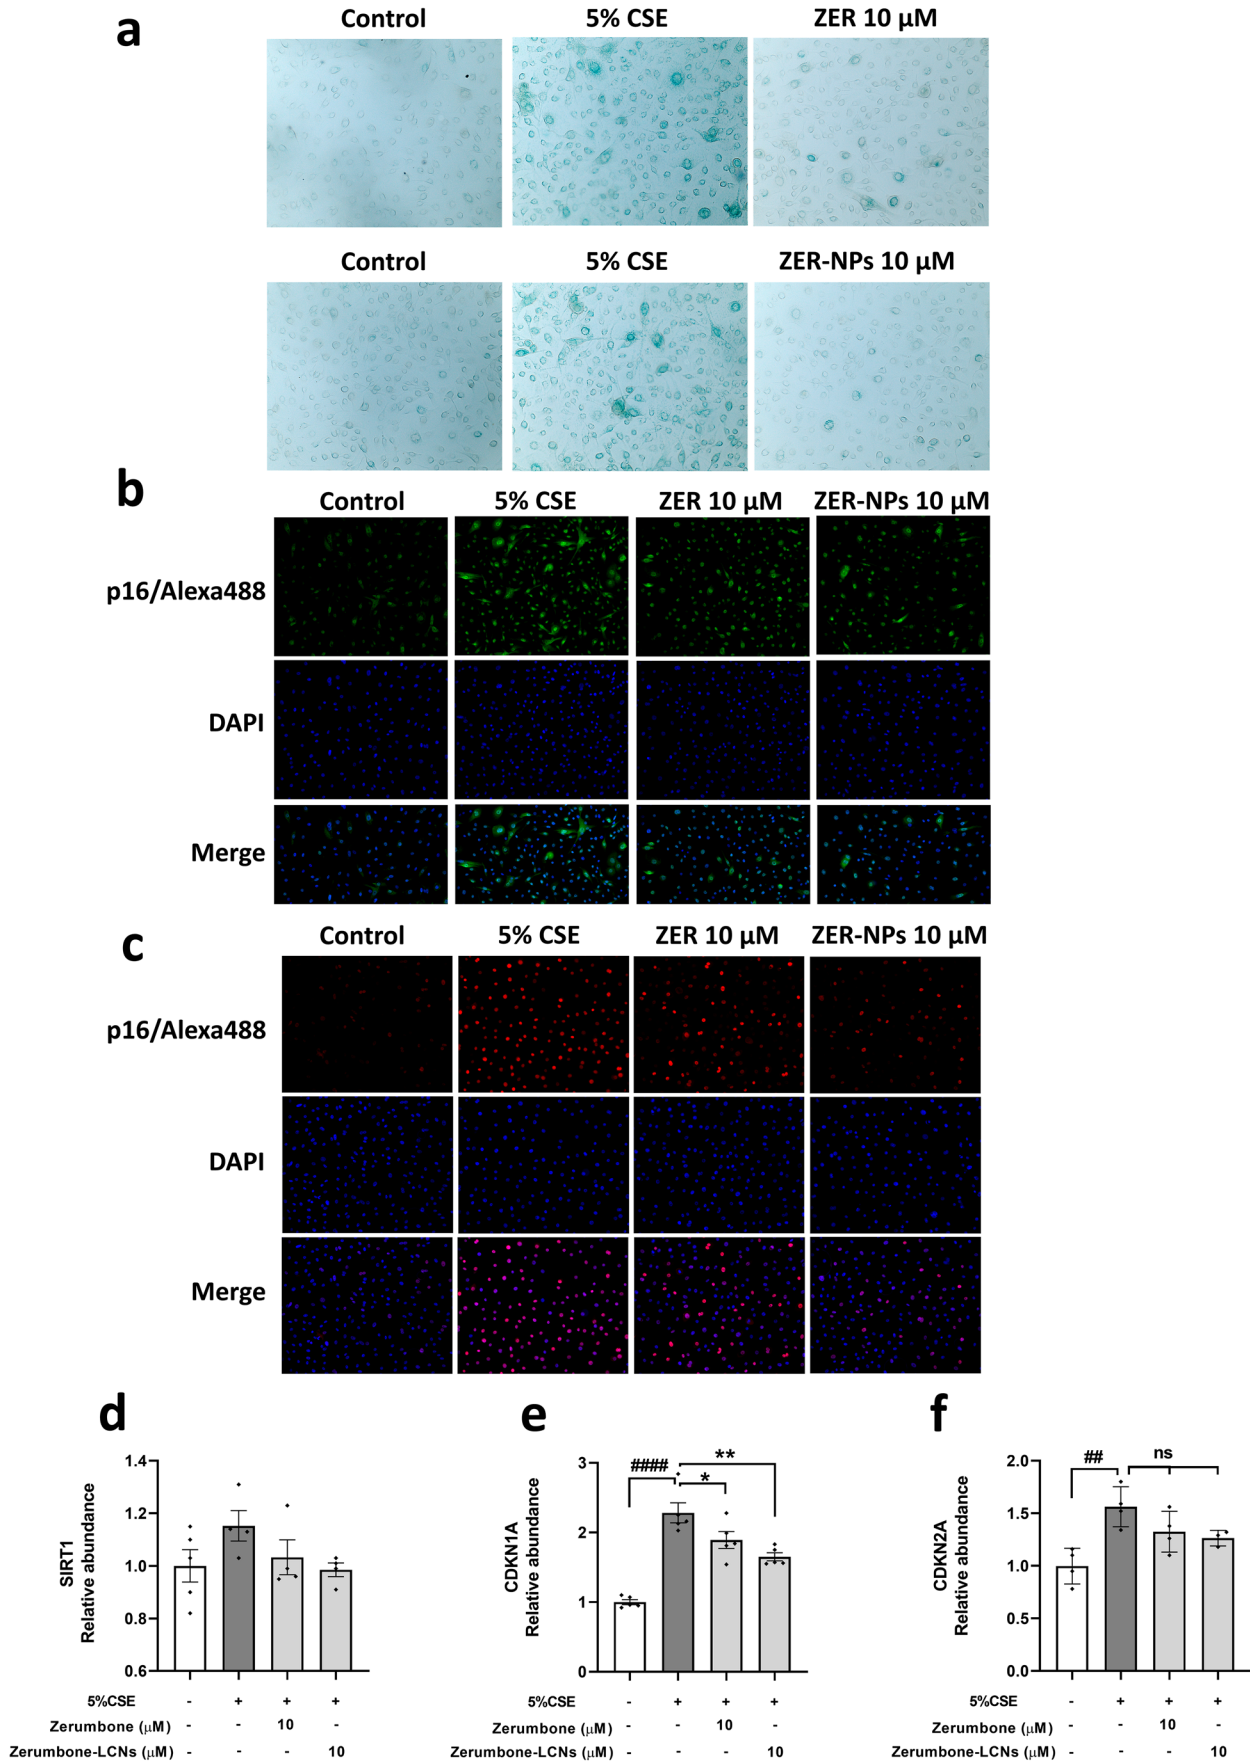 a
Control 5% CSE ZER 10 µM
Control 5% CSE ZER-NPs 10 µM
b
Control 5% CSE ZER 10 µM ZER-NPs 10 µM
p16/Alexa488
DAPI
Merge
c
Control 5% CSE ZER 10 µM ZER-NPs 10 µM
p16/Alexa488
DAPI
Merge
d
SIRT1
Relative abundance
1.4
1.2
1.0
0.8
0.6
5%CSE - + + +
Zerumbone (µM) - - 10 -
Zerumbone-LCNs (µM) - - - 10
e
CDKN1A
Relative abundance
3
2
1
0
####
**
*
5%CSE - + + +
Zerumbone (µM) - - 10 -
Zerumbone-LCNs (µM) - - - 10
f
CDKN2A
Relative abundance
2.0
1.5
1.0
0.5
0.0
##
ns
5%CSE - + + +
Zerumbone (µM) - - 10 -
Zerumbone-LCNs (µM) - - - 10